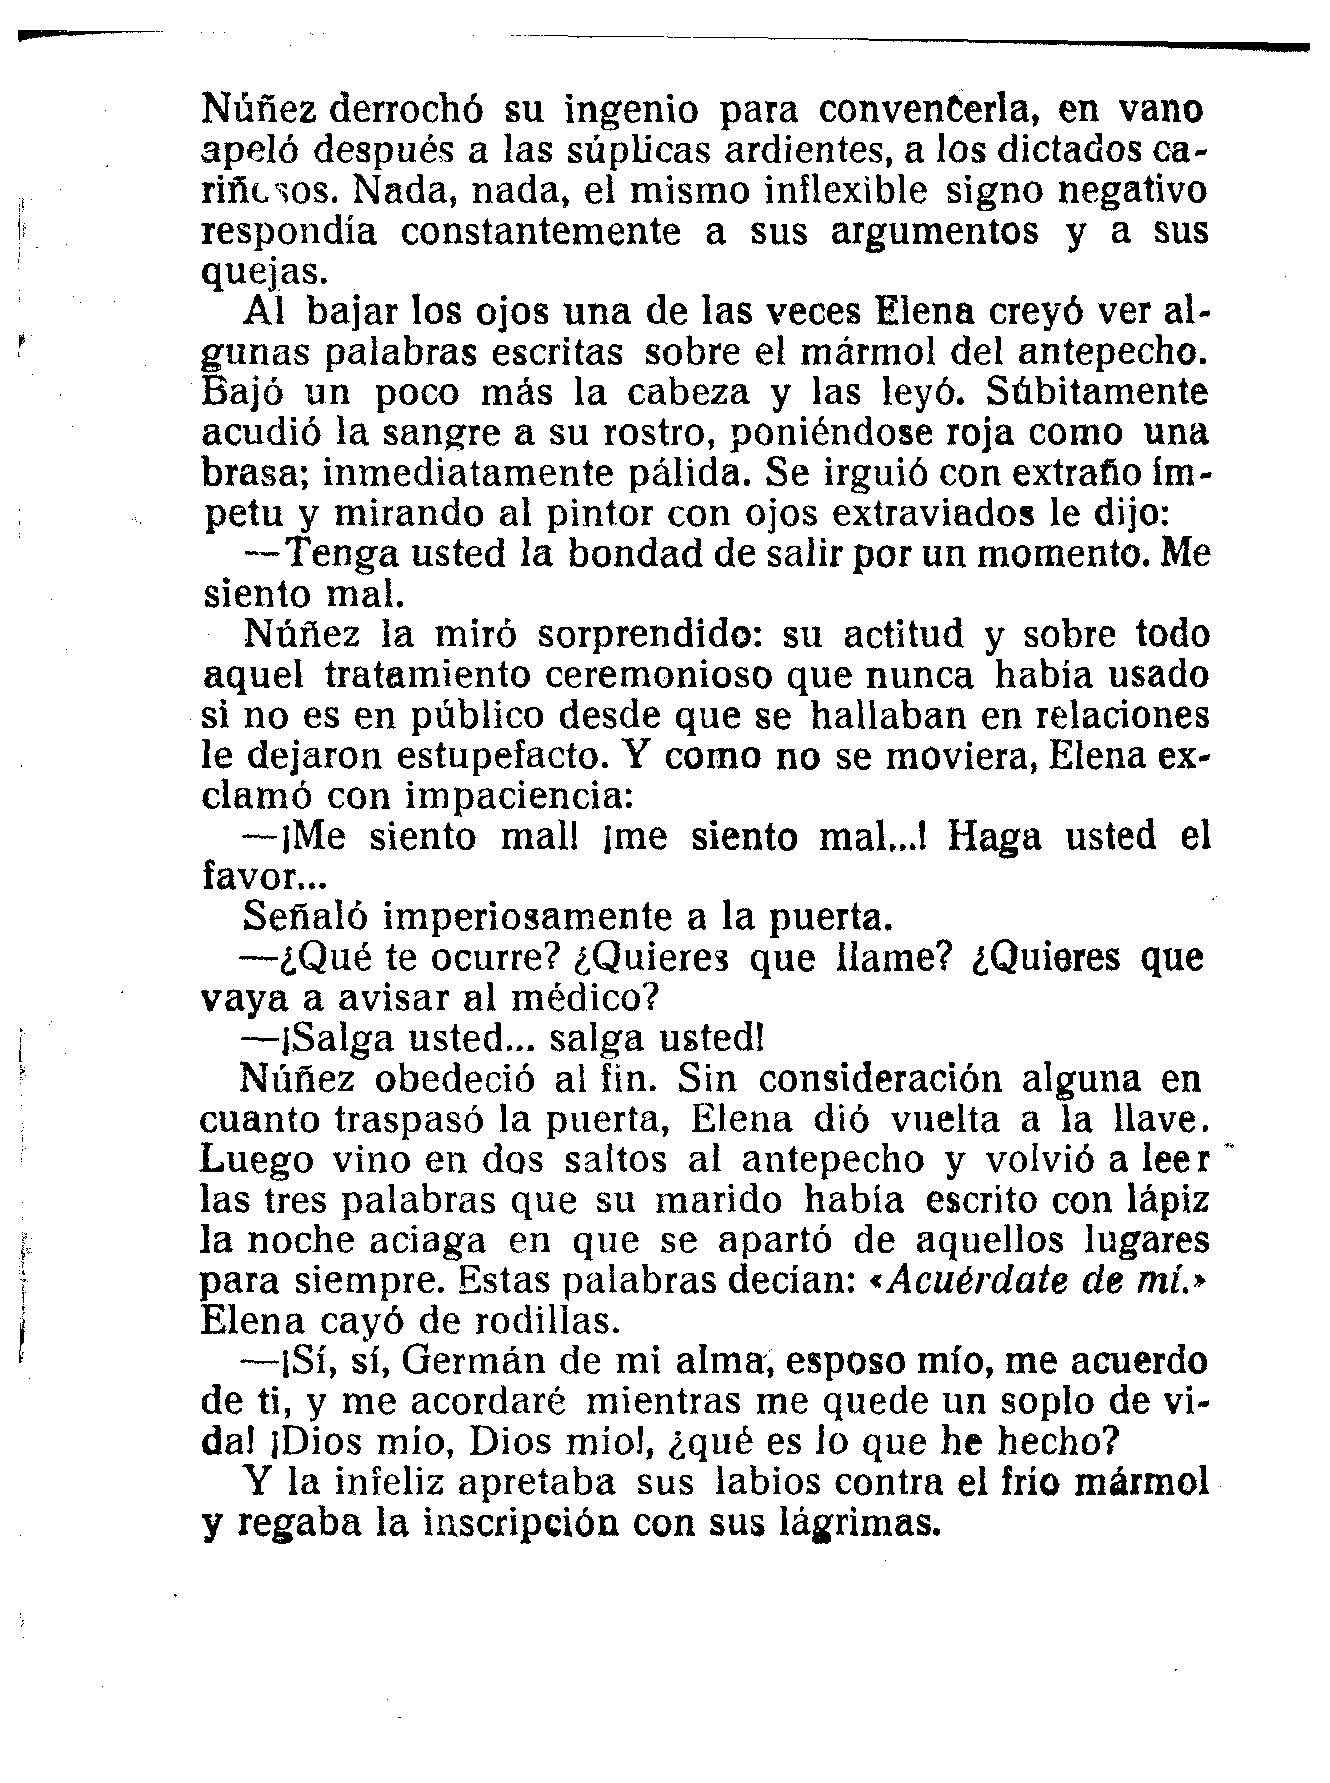 Núñez derrochó su ingenio para convencerla, en vano
apeló después a las súplicas ardientes, a los dictados ca-
riñosos. Nada, nada, el mismo inflexible signo negativo
respondía constantemente a sus argumentos y a sus
quejas.
Al bajar los ojos una de las veces Elena creyó ver al-
gunas palabras escritas sobre el mármol del antepecho.
Bajó un poco más la cabeza y las leyó. Súbitamente
acudió la sangre a su rostro, poniéndose roja como una
brasa; inmediatamente pálida. Se irguió con extraño ím-
petu y mirando al pintor con ojos extraviados le dijo:
—Tenga usted la bondad de salir por un momento. Me
siento mal.
Núñez la miró sorprendido: su actitud y sobre todo
aquel tratamiento ceremonioso que nunca había usado
si no es en público desde que se hallaban en relaciones
le dejaron estupefacto. Y como no se moviera, Elena ex-
clamó con impaciencia:
—¡Me siento mal! ¡me siento mal...! Haga usted el
favor...
Señaló imperiosamente a la puerta.
—¿Qué te ocurre? ¿Quieres que llame? ¿Quieres que
vaya a avisar al médico?
—¡Salga usted... salga usted!
Núñez obedeció al fin. Sin consideración alguna en
cuanto traspasó la puerta, Elena dió vuelta a la llave.
Luego vino en dos saltos al antepecho y volvió a leer
las tres palabras que su marido había escrito con lápiz
la noche aciaga en que se apartó de aquellos lugares
para siempre. Estas palabras decían: «Acuérdate de mí.»
Elena cayó de rodillas.
—¡Sí, sí, Germán de mi alma, esposo mío, me acuerdo
de ti, y me acordaré mientras me quede un soplo de vi-
da! ¡Dios mío, Dios mío!, ¿qué es lo que he hecho?
Y la infeliz apretaba sus labios contra el frío mármol
y regaba la inscripción con sus lágrimas.